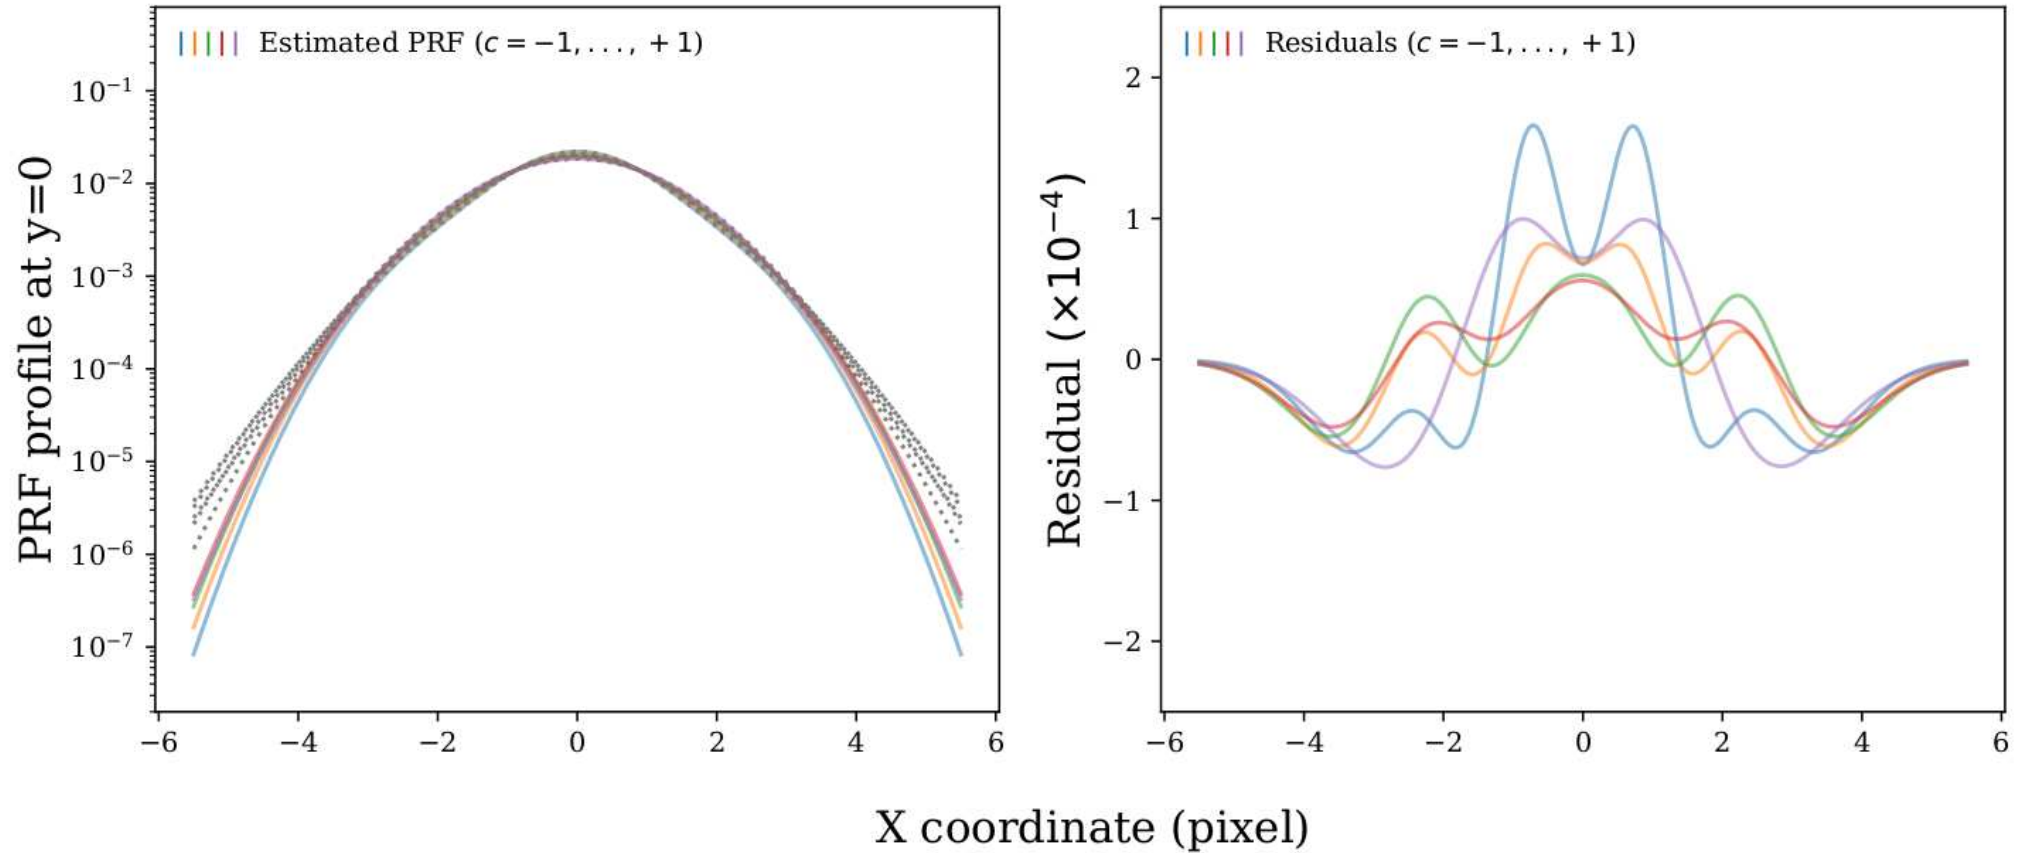 Estimated PRF (c = −1, . . . , +1)
PRF profile at y=0
10⁻¹
10⁻²
10⁻³
10⁻⁴
10⁻⁵
10⁻⁶
10⁻⁷
−6 −4 −2 0 2 4 6
Residuals (c = −1, . . . , +1)
Residual (×10⁻⁴)
2
1
0
−1
−2
−6 −4 −2 0 2 4 6
X coordinate (pixel)